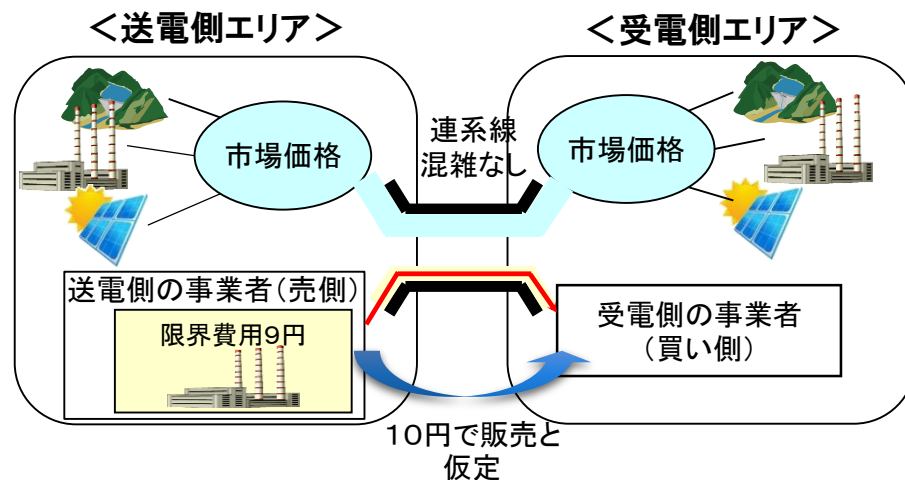 ＜送電側エリア＞
＜受電側エリア＞
市場価格
連系線
混雑なし
市場価格
送電側の事業者（売側）
限界費用9円
受電側の事業者
（買い側）
１０円で販売と
仮定